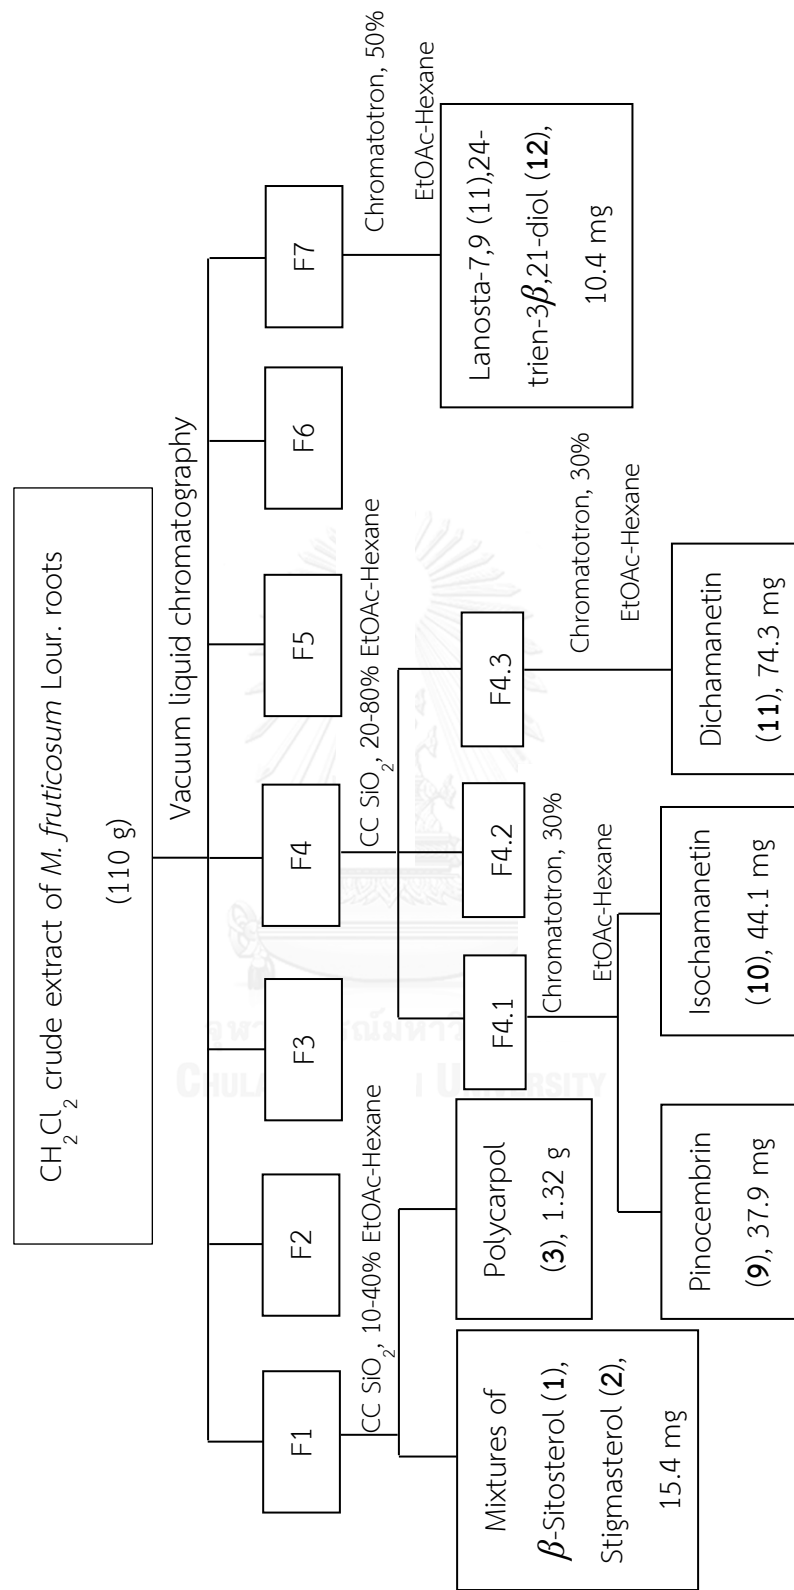 CH2Cl2 crude extract of M. fruticosum Lour. roots
(110 g)
Vacuum liquid chromatography
F1
F2
F3
F4
F5
F6
F7
CC SiO2, 10-40% EtOAc-Hexane
CC SiO2, 20-80% EtOAc-Hexane
Chromatotron, 50%
EtOAc-Hexane
Mixtures of
β-Sitosterol (1),
Stigmasterol (2),
15.4 mg
Polycarpol
(3), 1.32 g
F4.1
F4.2
F4.3
Chromatotron, 30%
EtOAc-Hexane
Chromatotron, 30%
EtOAc-Hexane
Pinocembrin
(9), 37.9 mg
Isochamanetin
(10), 44.1 mg
Dichamanetin
(11), 74.3 mg
Lanosta-7,9 (11),24-
trien-3β,21-diol (12),
10.4 mg